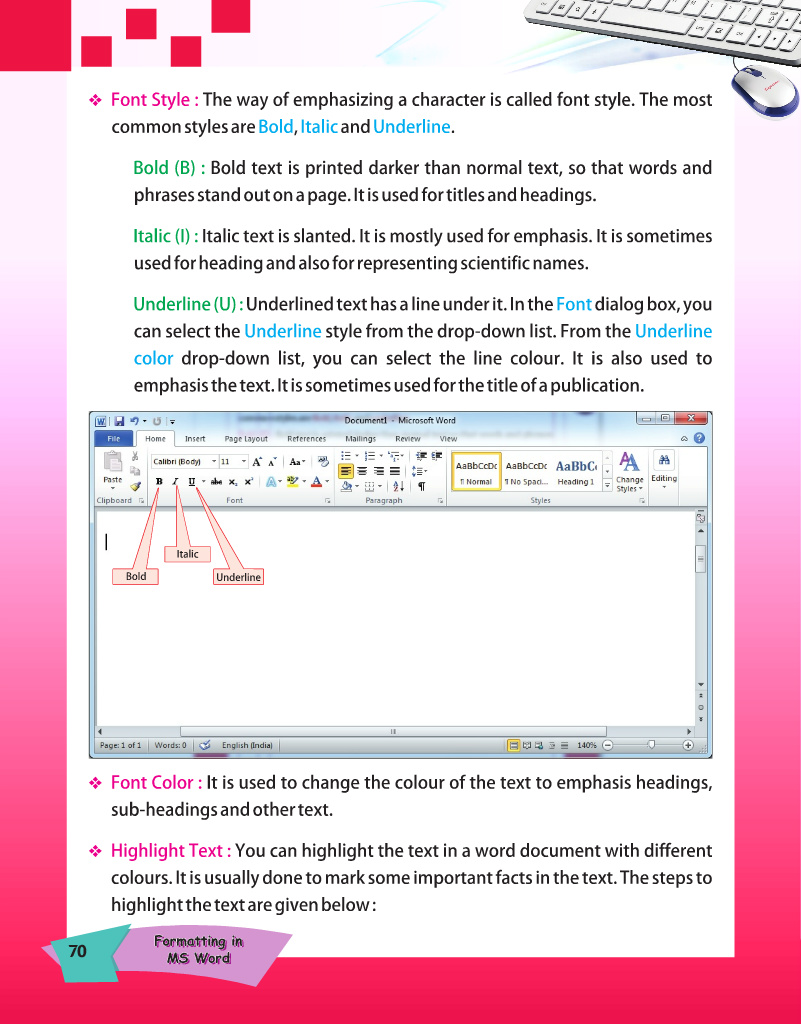 ❖ Font Style : The way of emphasizing a character is called font style. The most
common styles are Bold, Italic and Underline.
Bold (B) : Bold text is printed darker than normal text, so that words and
phrases stand out on a page. It is used for titles and headings.
Italic (I) : Italic text is slanted. It is mostly used for emphasis. It is sometimes
used for heading and also for representing scientific names.
Underline (U) : Underlined text has a line under it. In the Font dialog box, you
can select the Underline style from the drop-down list. From the Underline
color drop-down list, you can select the line colour. It is also used to
emphasis the text. It is sometimes used for the title of a publication.
Document1 - Microsoft Word
File Home Insert Page Layout References Mailings Review View
Calibri (Body) 11
Paste
B I U abc
AaBbCcDc AaBbCcDc AaBbC
¶ Normal ¶ No Spaci... Heading 1
Change
Styles
Editing
Clipboard Font Paragraph Styles
Italic
Bold
Underline
Page: 1 of 1 Words: 0 English (India) 140%
❖ Font Color : It is used to change the colour of the text to emphasis headings,
sub-headings and other text.
❖ Highlight Text : You can highlight the text in a word document with different
colours. It is usually done to mark some important facts in the text. The steps to
highlight the text are given below :
70
Formatting in
MS Word